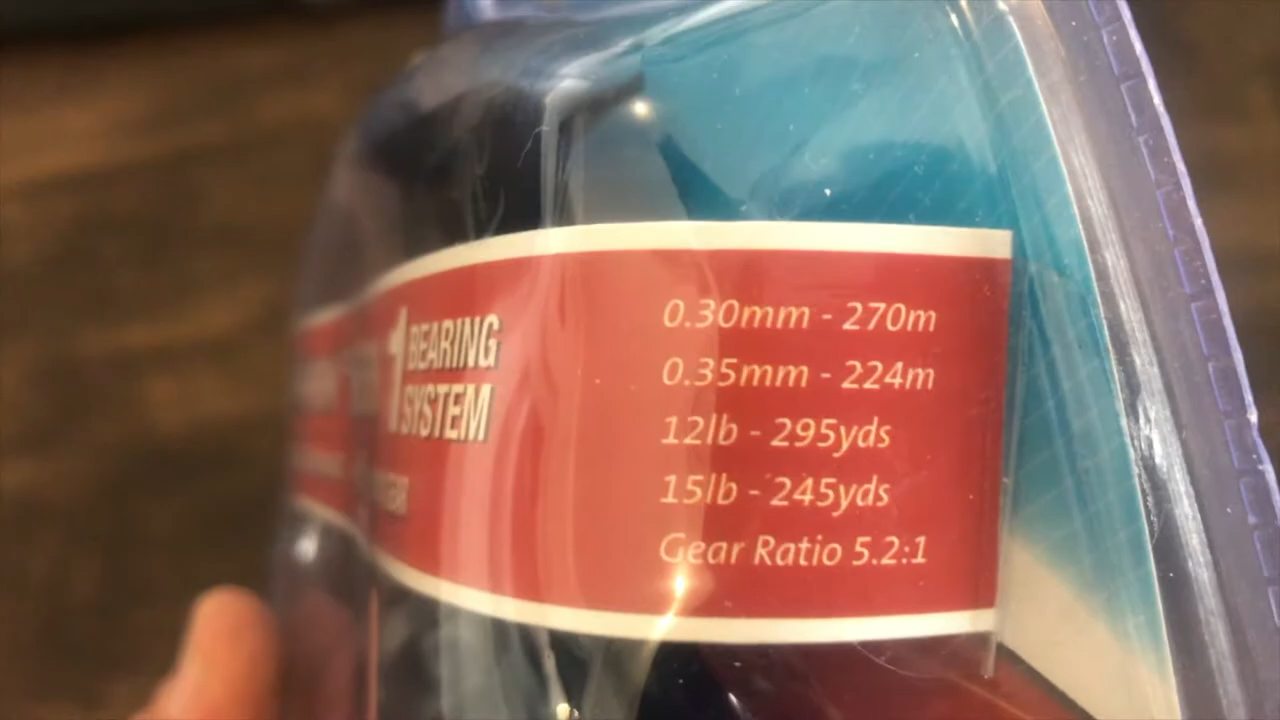 1 BEARING
SYSTEM
0.30mm - 270m
0.35mm - 224m
12lb - 295yds
15lb - 245yds
Gear Ratio 5.2:1